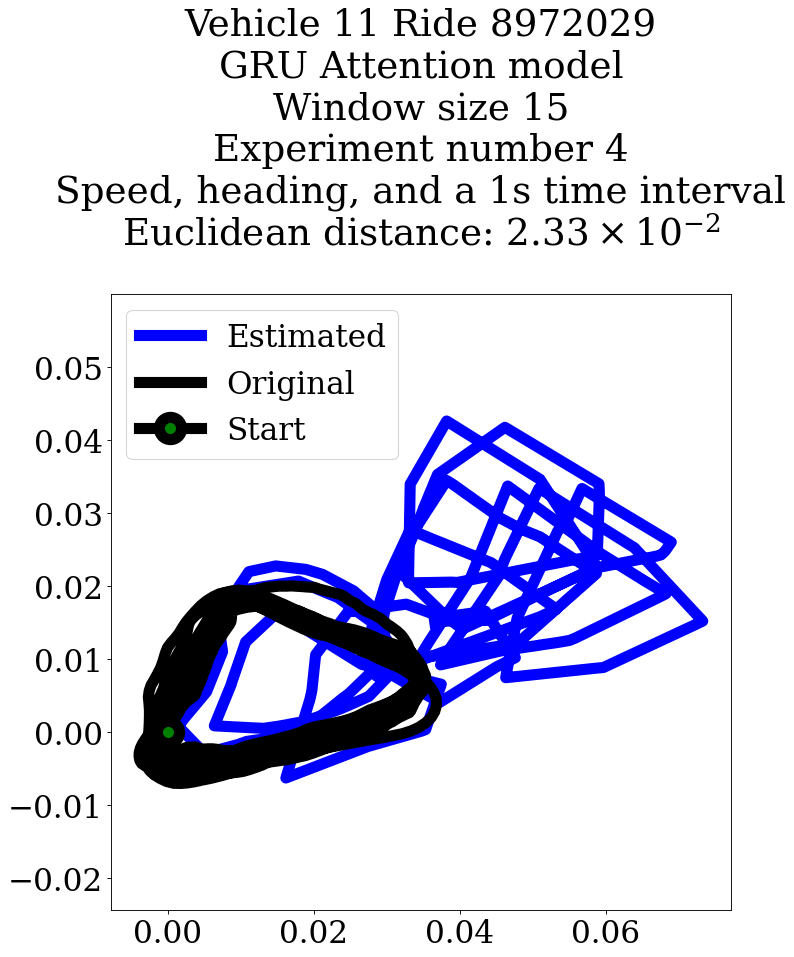 Vehicle 11 Ride 8972029
GRU Attention model
Window size 15
Experiment number 4
Speed, heading, and a 1s time interval
Euclidean distance: 2.33 × 10⁻²
Estimated
Original
Start
0.05
0.04
0.03
0.02
0.01
0.00
−0.01
−0.02
0.00 0.02 0.04 0.06